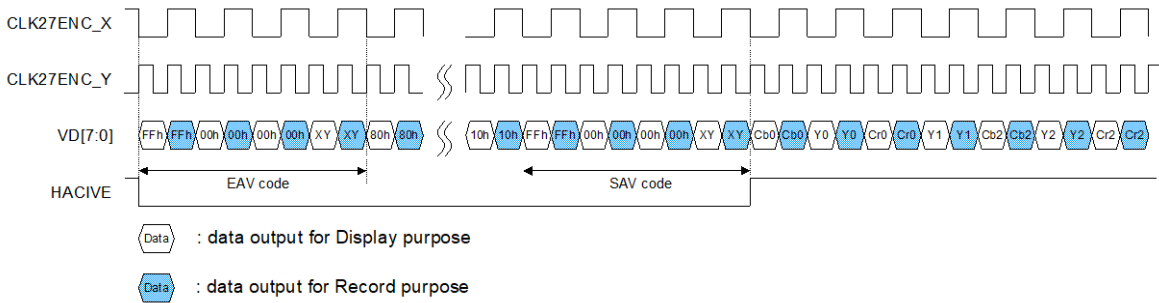 CLK27ENC_X
CLK27ENC_Y
VD[7:0] FFh FFh 00h 00h 00h 00h XY XY 80h 80h 10h 10h FFh FFh 00h 00h 00h 00h XY XY Cb0 Cb0 Y0 Y0 Cr0 Cr0 Y1 Y1 Cb2 Cb2 Y2 Y2 Cr2 Cr2
EAV code SAV code
HACIVE
Data : data output for Display purpose
Data : data output for Record purpose